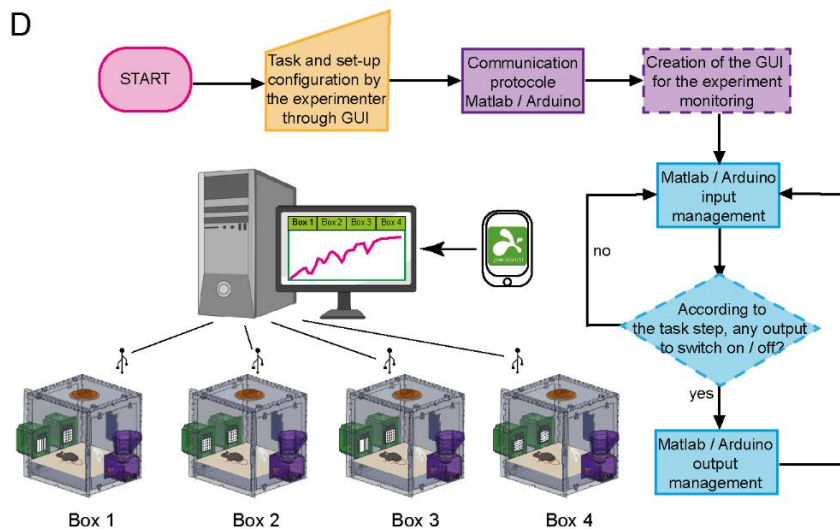 D
START
Task and set-up
configuration by
the experimenter
through GUI
Communication
protocole
Matlab / Arduino
Creation of the GUI
for the experiment
monitoring
Matlab / Arduino
input
management
no
According to
the task step, any output
to switch on / off?
yes
Matlab / Arduino
output
management
Box 1 Box 2 Box 3 Box 4
Box 1 Box 2 Box 3 Box 4